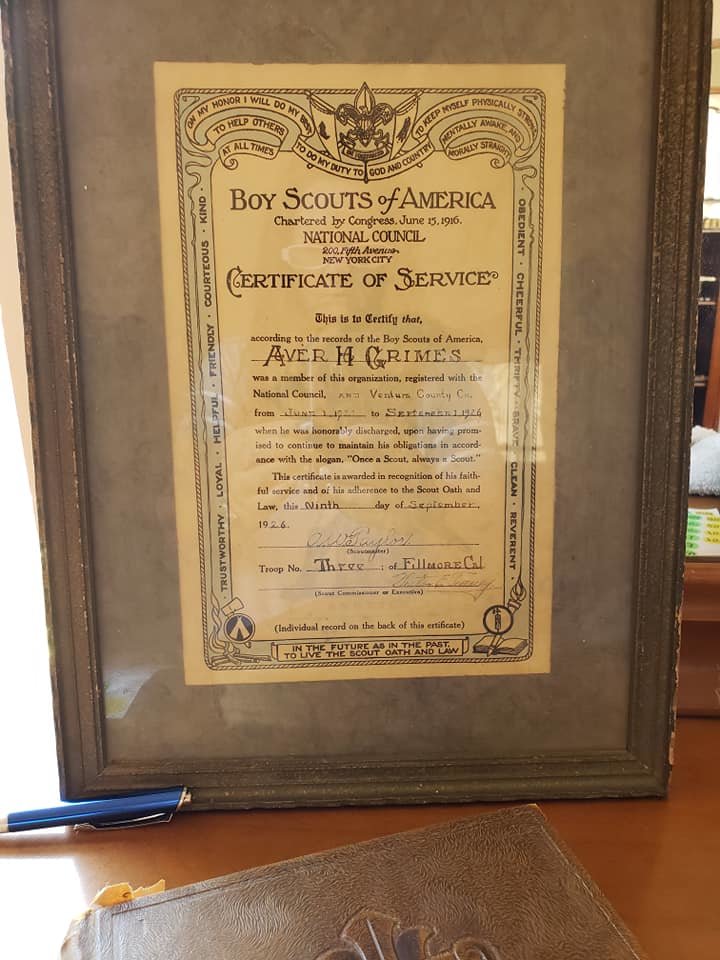 ON MY HONOR I WILL DO MY BEST
TO HELP OTHERS
AT ALL TIMES
TO DO MY DUTY TO GOD AND COUNTRY
TO KEEP MYSELF PHYSICALLY STRONG
MENTALLY AWAKE AND
MORALLY STRAIGHT
BE PREPARED
BOY SCOUTS of AMERICA
Chartered by Congress, June 15, 1916.
NATIONAL COUNCIL
200, Fifth Avenue
NEW YORK CITY
CERTIFICATE OF SERVICE
This is to Certify that,
according to the records of the Boy Scouts of America,
AVER H GRIMES
was a member of this organization, registered with the
National Council, and Ventura County Co.
from June 1, to September 1 1926
when he was honorably discharged, upon having prom-
ised to continue to maintain his obligations in accord-
ance with the slogan, "Once a Scout, always a Scout."
This certificate is awarded in recognition of his faith-
ful service and of his adherence to the Scout Oath and
Law, this Ninth day of September,
1926.
(Scoutmaster)
Troop No. Three ; of FILLMORE Cal
(Scout Commissioner or Executive)
(Individual record on the back of this ertificate)
IN THE FUTURE AS IN THE PAST,
TO LIVE THE SCOUT OATH AND LAW
TRUSTWORTHY · LOYAL · HELPFUL · FRIENDLY · COURTEOUS · KIND ·
OBEDIENT · CHEERFUL · THRIFTY · BRAVE · CLEAN · REVERENT ·